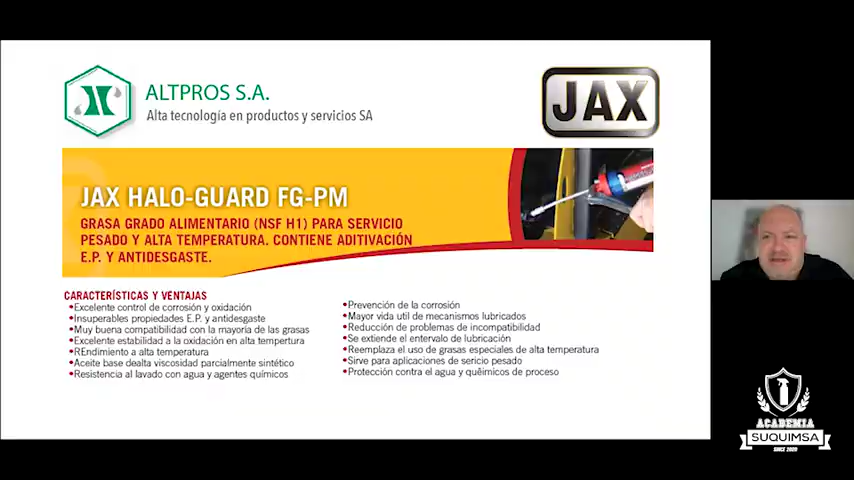 ALTPROS S.A.
Alta tecnología en productos y servicios SA
JAX
JAX HALO-GUARD FG-PM
GRASA GRADO ALIMENTARIO (NSF H1) PARA SERVICIO
PESADO Y ALTA TEMPERATURA. CONTIENE ADITIVACIÓN
E.P. Y ANTIDESGASTE.
CARACTERÍSTICAS Y VENTAJAS
•Excelente control de corrosión y oxidación
•Insuperables propiedades E.P. y antidesgaste
•Muy buena compatibilidad con la mayoría de las grasas
•Excelente estabilidad a la oxidación en alta tempertura
•REndimiento a alta temperatura
•Aceite base dealta viscosidad parcialmente sintético
•Resistencia al lavado con agua y agentes químicos
•Prevención de la corrosión
•Mayor vida util de mecanismos lubricados
•Reducción de problemas de incompatibilidad
•Se extiende el entervalo de lubricación
•Reemplaza el uso de grasas especiales de alta temperatura
•Sirve para aplicaciones de sericio pesado
•Protección contra el agua y quêimicos de proceso
ACADEMIA
SUQUIMSA
SINCE 2020